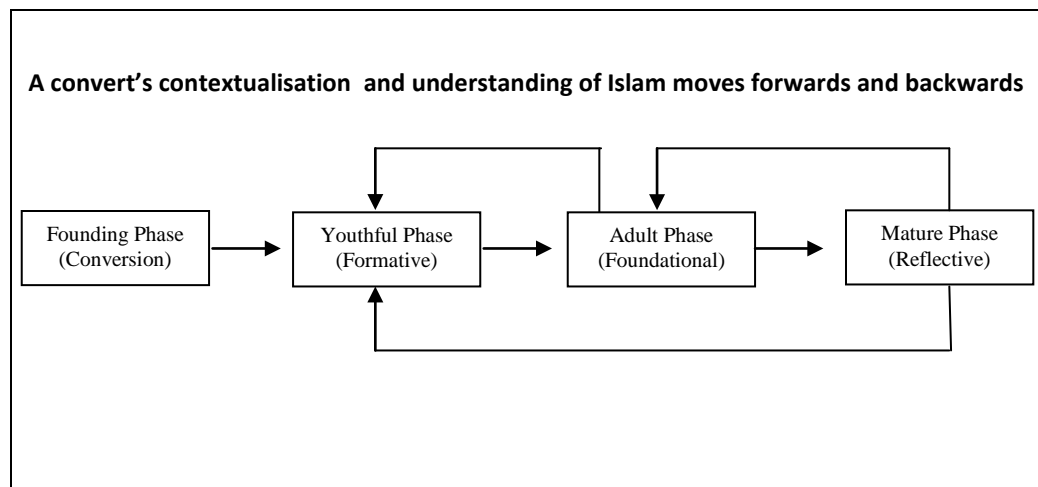 A convert’s contextualisation  and understanding of Islam moves forwards and backwards
Founding Phase
(Conversion)
Youthful Phase
(Formative)
Adult Phase
(Foundational)
Mature Phase
(Reflective)